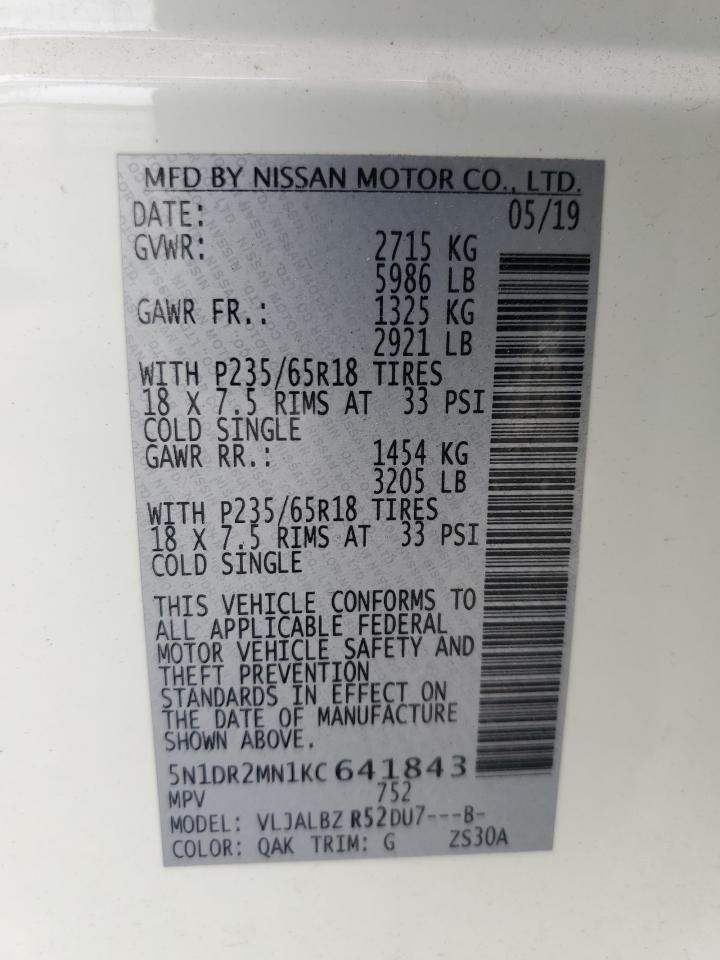 MFD BY NISSAN MOTOR CO., LTD.
DATE: 05/19
GVWR: 2715 KG
5986 LB
GAWR FR.: 1325 KG
2921 LB
WITH P235/65R18 TIRES
18 X 7.5 RIMS AT 33 PSI
COLD SINGLE
GAWR RR.: 1454 KG
3205 LB
WITH P235/65R18 TIRES
18 X 7.5 RIMS AT 33 PSI
COLD SINGLE
THIS VEHICLE CONFORMS TO
ALL APPLICABLE FEDERAL
MOTOR VEHICLE SAFETY AND
THEFT PREVENTION
STANDARDS IN EFFECT ON
THE DATE OF MANUFACTURE
SHOWN ABOVE.
5N1DR2MN1KC641843
MPV 752
MODEL: VLJALBZ R52DU7---B-
COLOR: QAK TRIM: G ZS30A